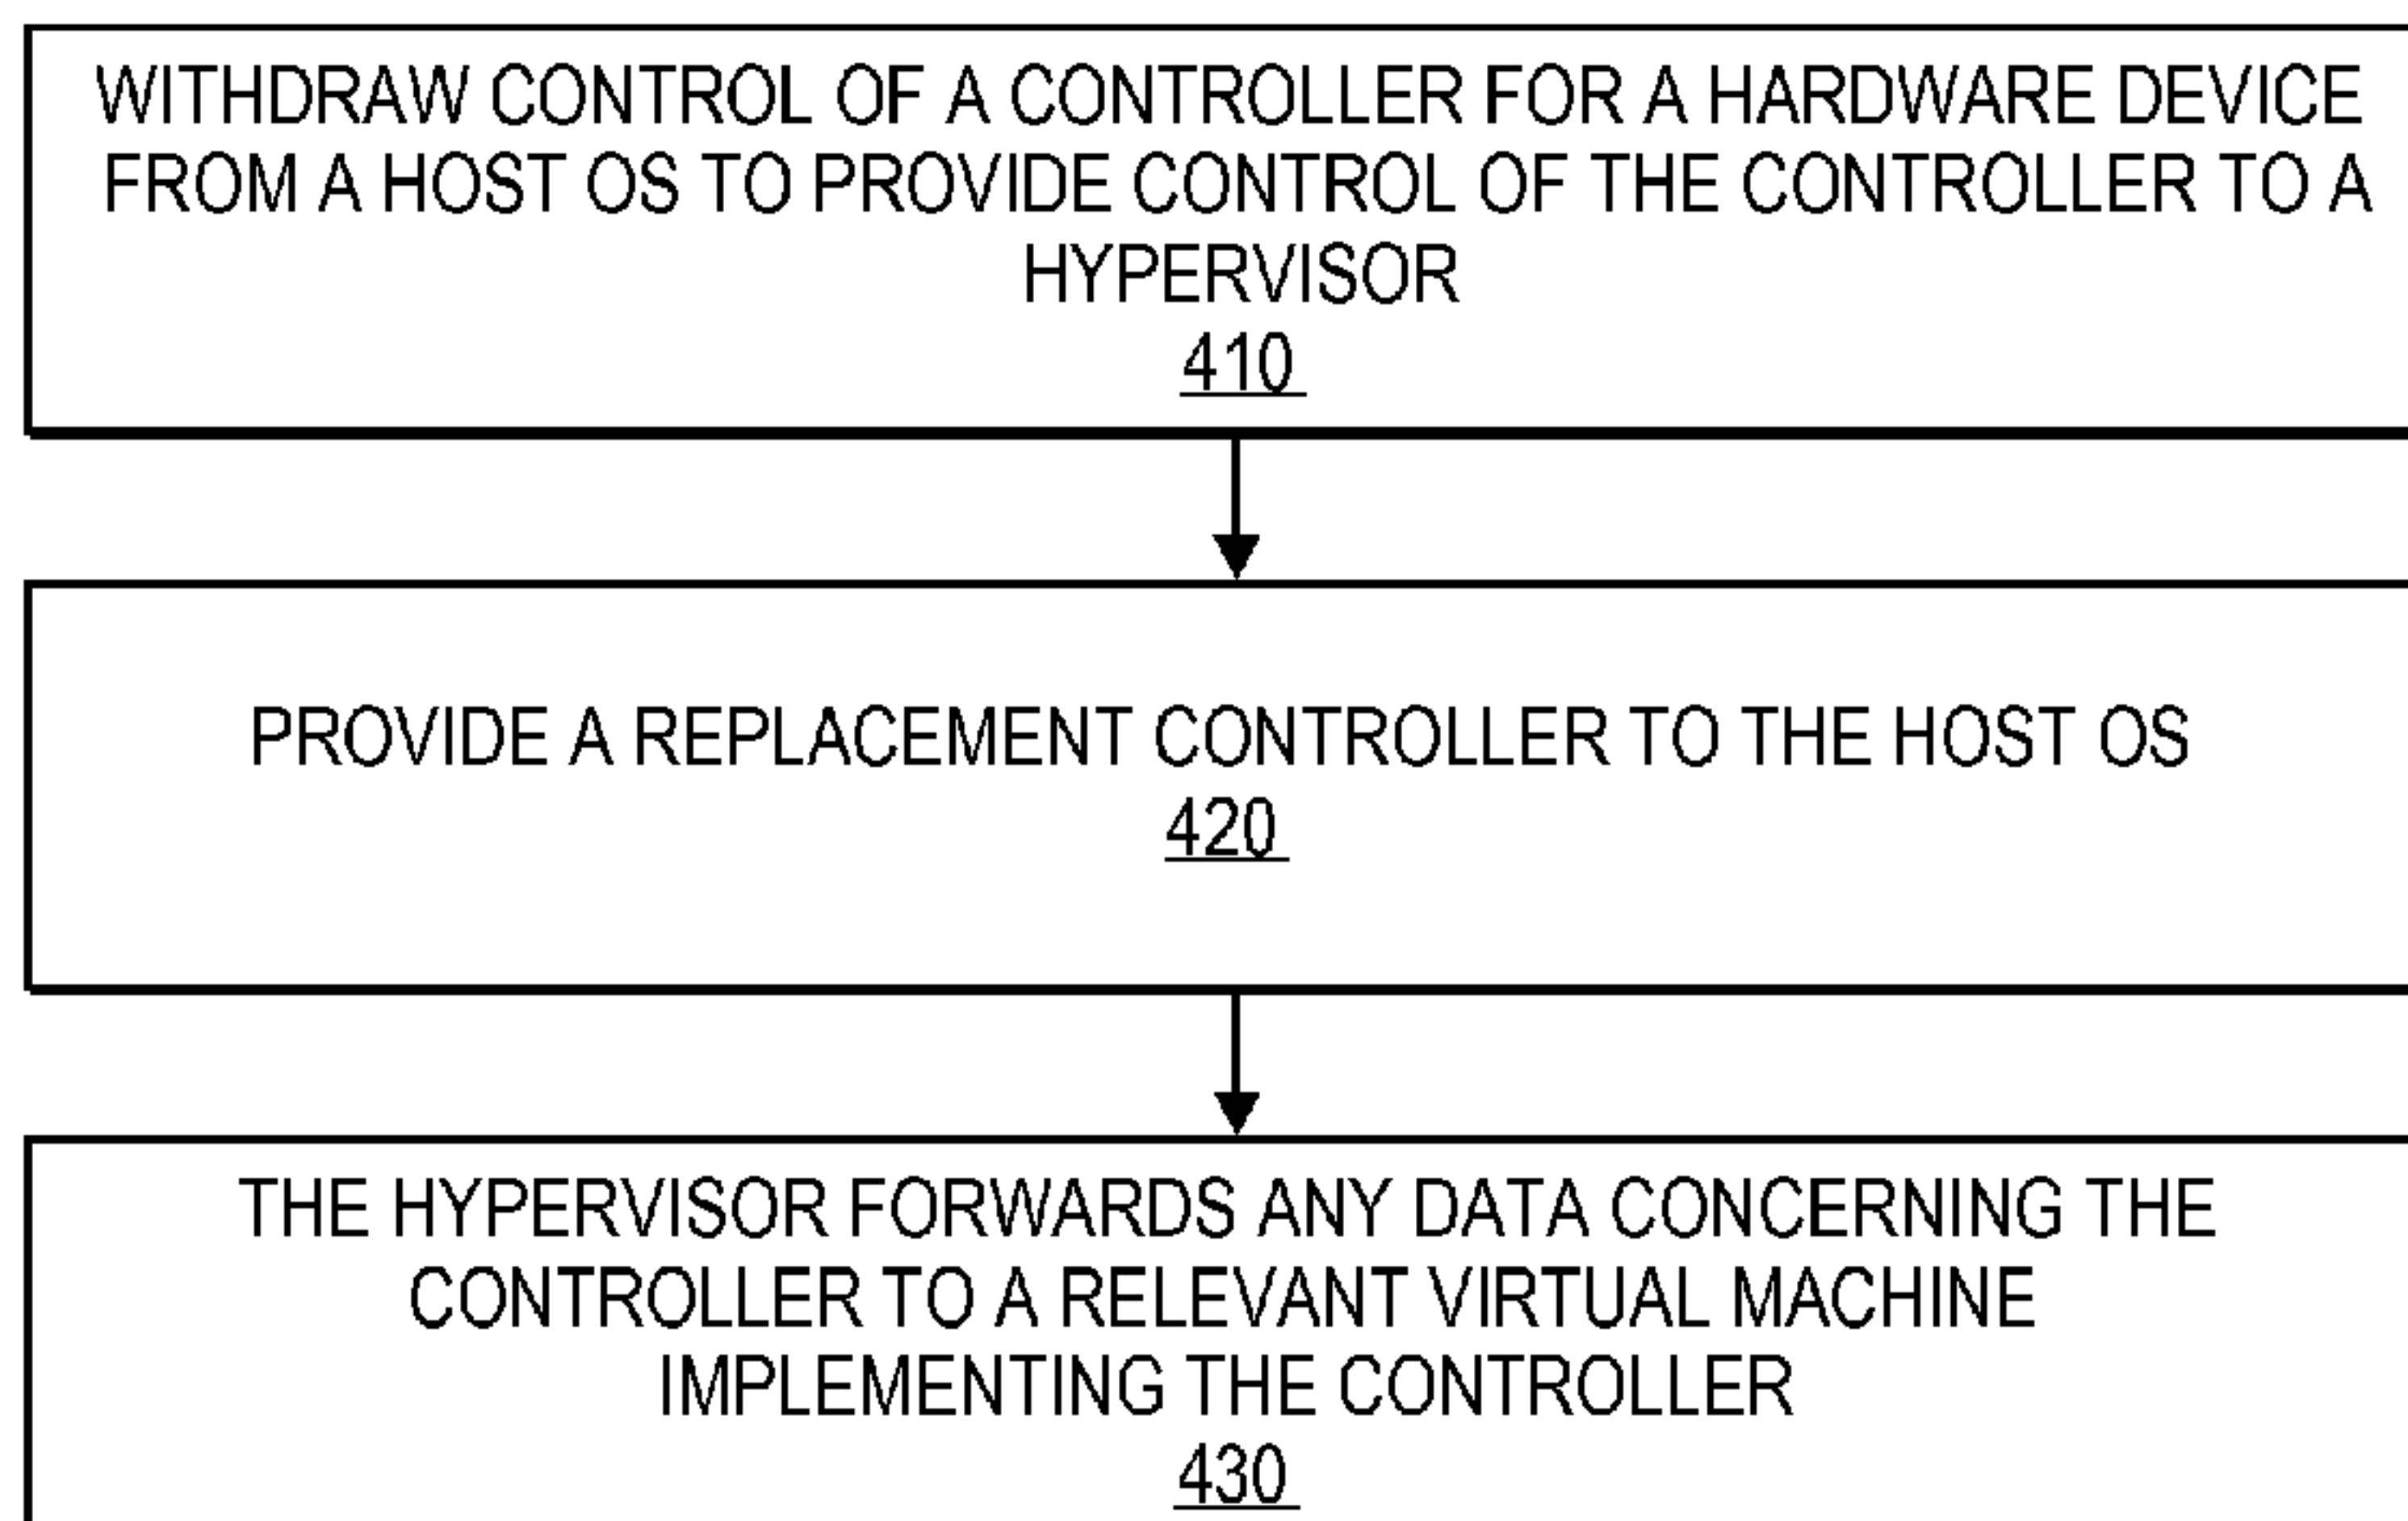 WITHDRAW CONTROL OF A CONTROLLER FOR A HARDWARE DEVICE
FROM A HOST OS TO PROVIDE CONTROL OF THE CONTROLLER TO A
HYPERVISOR
410
PROVIDE A REPLACEMENT CONTROLLER TO THE HOST OS
420
THE HYPERVISOR FORWARDS ANY DATA CONCERNING THE
CONTROLLER TO A RELEVANT VIRTUAL MACHINE
IMPLEMENTING THE CONTROLLER
430